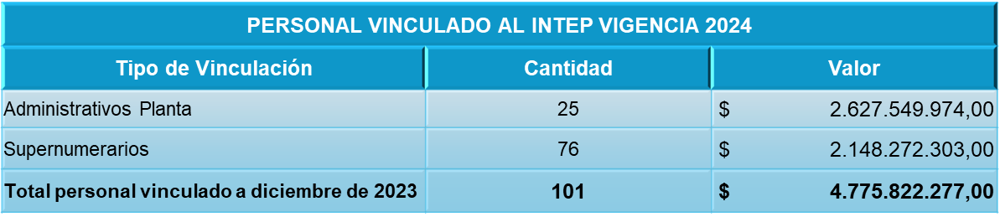 PERSONAL VINCULADO AL INTEP VIGENCIA 2024
Tipo de Vinculación Cantidad Valor
Administrativos Planta 25 $ 2.627.549.974,00
Supernumerarios 76 $ 2.148.272.303,00
Total personal vinculado a diciembre de 2023 101 $ 4.775.822.277,00